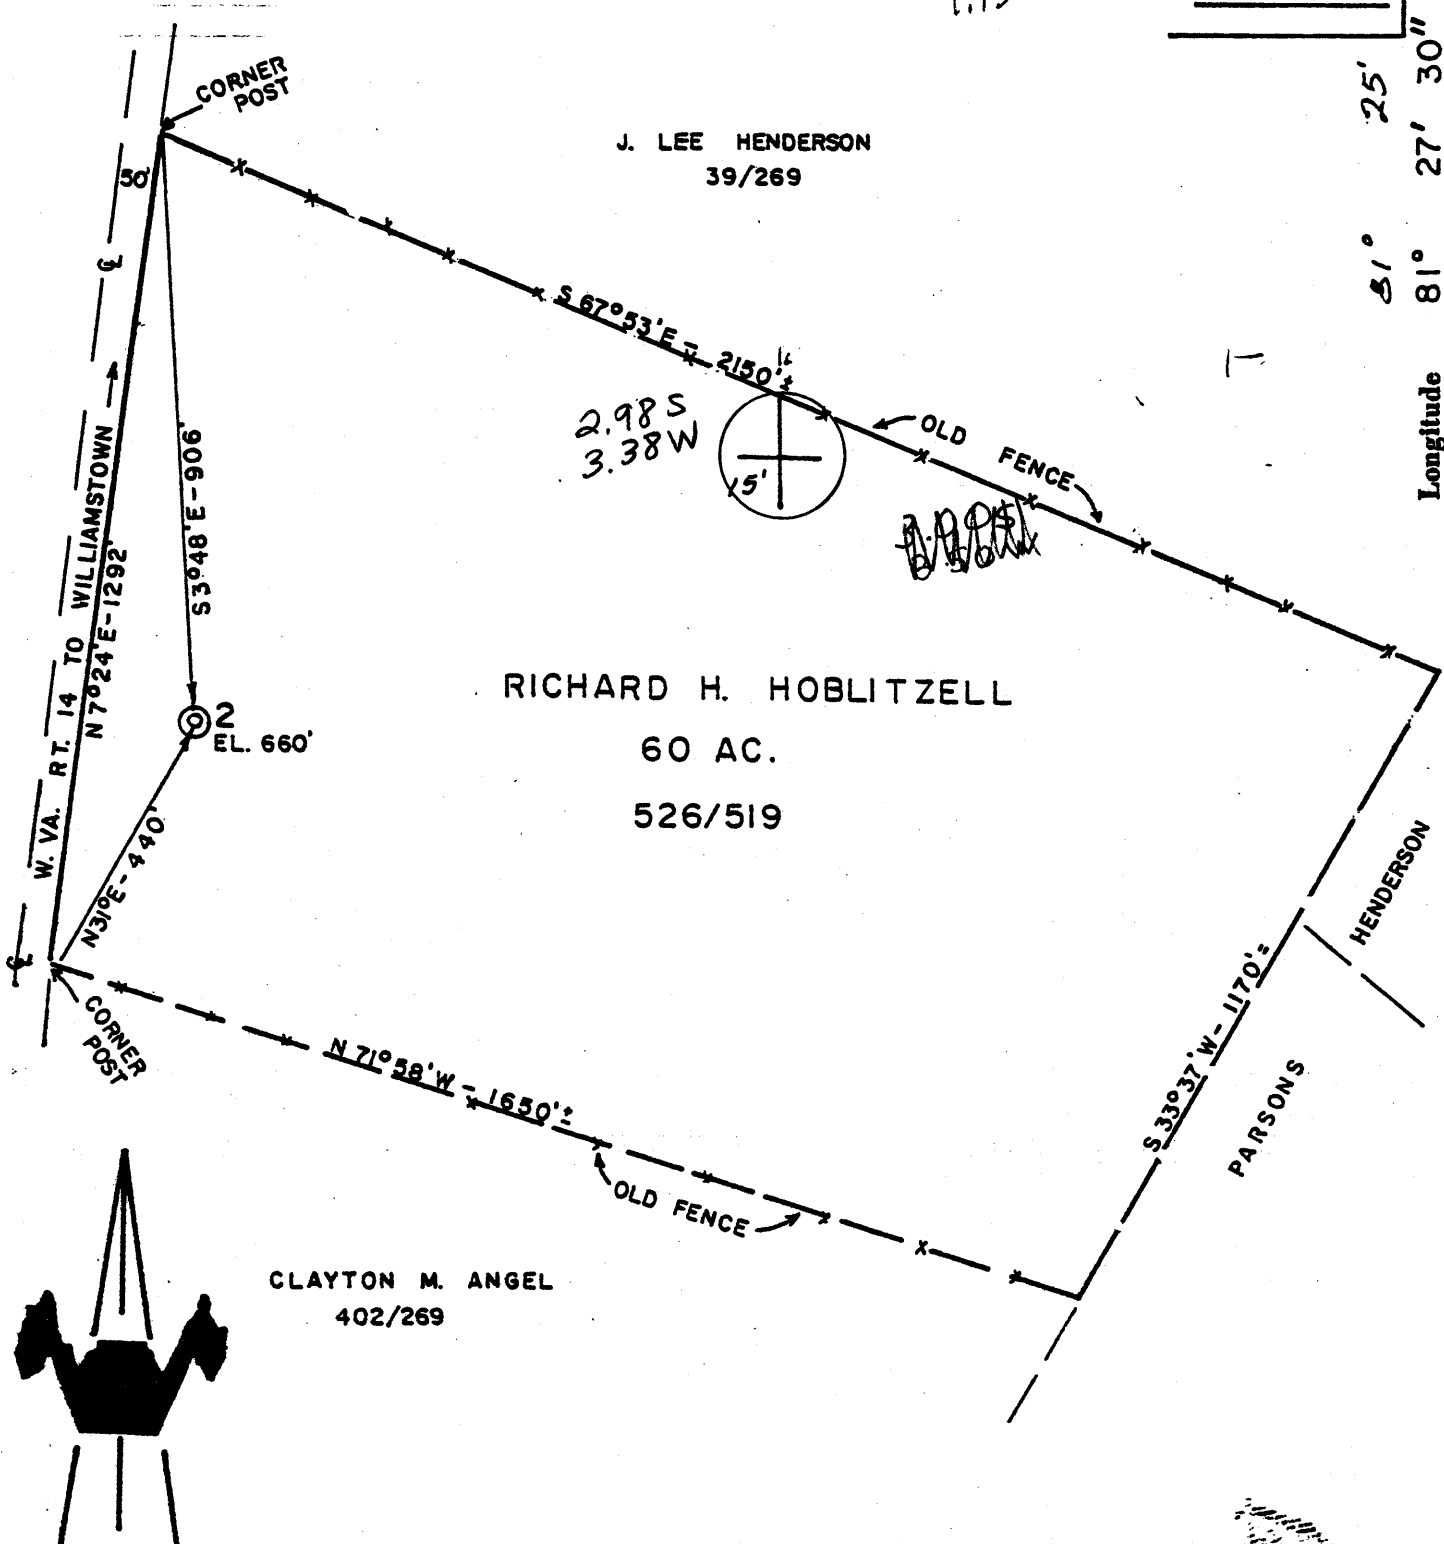 CORNER
POST
J. LEE HENDERSON
39/269
50'
℄
S 67°53'E - 2150'±
OLD FENCE
2.98 S
3.38 W
15'
W. VA. RT. 14 TO WILLIAMSTOWN
N 7°24'E-1292'
S 3°48'E-906'
2
EL. 660'
N31°E-440'
RICHARD H. HOBLITZELL
60 AC.
526/519
℄
CORNER
POST
N 71°58'W - 1650'±
OLD FENCE
S 33°37'W - 1170'±
HENDERSON
PARSONS
CLAYTON M. ANGEL
402/269
81° 25'
Longitude 81° 27' 30"